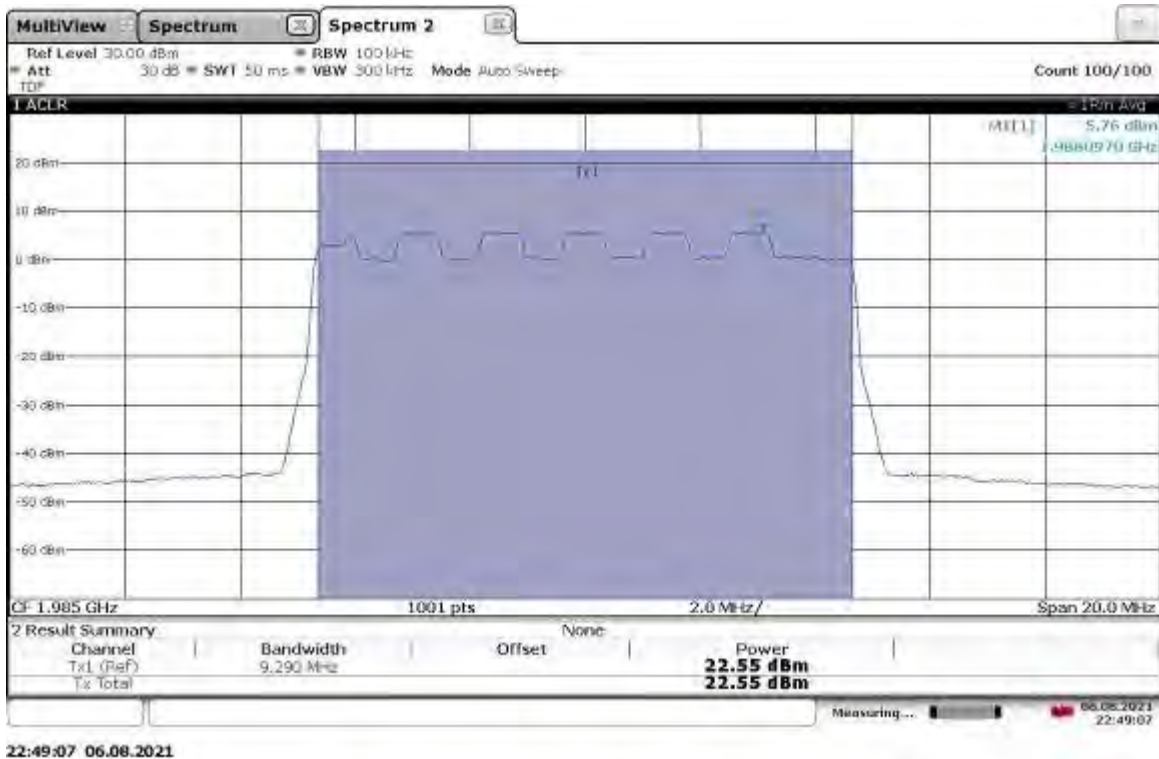 MultiView Spectrum Spectrum 2
Ref Level 30.00 dBm RBW 100 kHz
Att 30 dB SWT 50 ms VBW 300 kHz Mode Auto Sweep Count 100/100
TDF
1 ACLR 1Rm Avg
M1[1] 5.76 dBm
1.9880970 GHz
Tx1
20 dBm
10 dBm
0 dBm
-10 dBm
-20 dBm
-30 dBm
-40 dBm
-50 dBm
-60 dBm
CF 1.985 GHz 1001 pts 2.0 MHz/ Span 20.0 MHz
2 Result Summary None
Channel Bandwidth Offset Power
Tx1 (Ref) 9.290 MHz 22.55 dBm
Tx Total 22.55 dBm
Measuring... 06.08.2021
22:49:07
22:49:07 06.08.2021